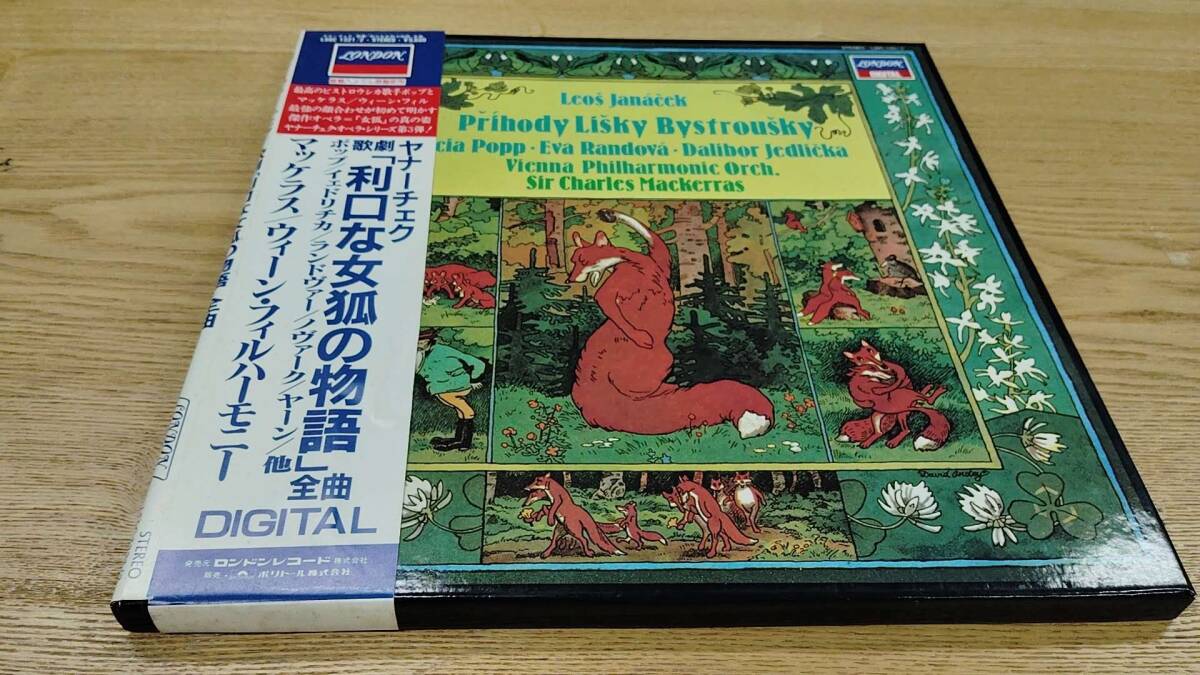 LONDON
最高のビストロウシカ歌手ポップと
マッケラス/ウィーン・フィル
最強の顔合わせが初めて明かす
傑作オペラ＝「女狐」の真の姿
ヤナーチェク・オペラ・シリーズ第3弾!
ヤナーチェク
歌劇「利口な女狐の物語」全曲
ポップ/イェドリチカ/ランドヴァー/ノヴァーク/ヤーン/他
マッケラス/ウィーン・フィルハーモニー
DIGITAL
発売元 ロンドンレコード 株式会社
販売 ポリドール株式会社
STEREO
LONDON
LONDON
DIGITAL
Leoš Janáček
Příhody Lišky Bystroušky
cia Popp · Eva Randová · Dalibor Jedlička
Vienna Philharmonic Orch.
Sir Charles Mackerras